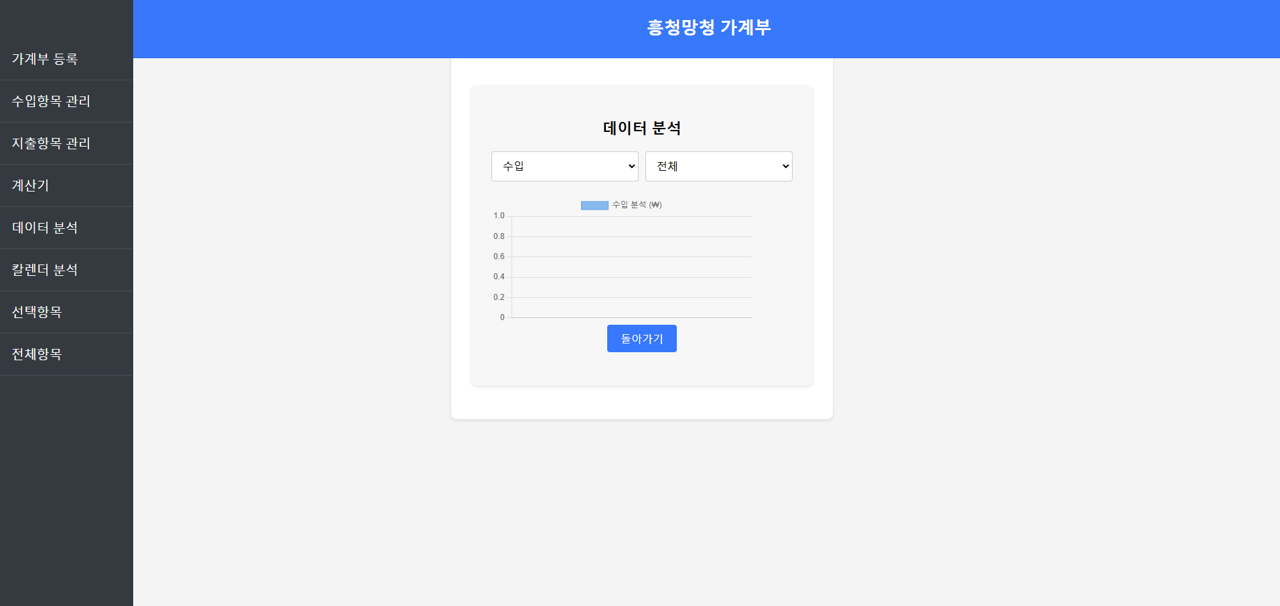 흥청망청 가계부
가계부 등록
수입항목 관리
지출항목 관리
계산기
데이터 분석
칼렌더 분석
선택항목
전체항목
데이터 분석
수입 전체
수입 분석 (₩)
1.0
0.8
0.6
0.4
0.2
0
돌아가기